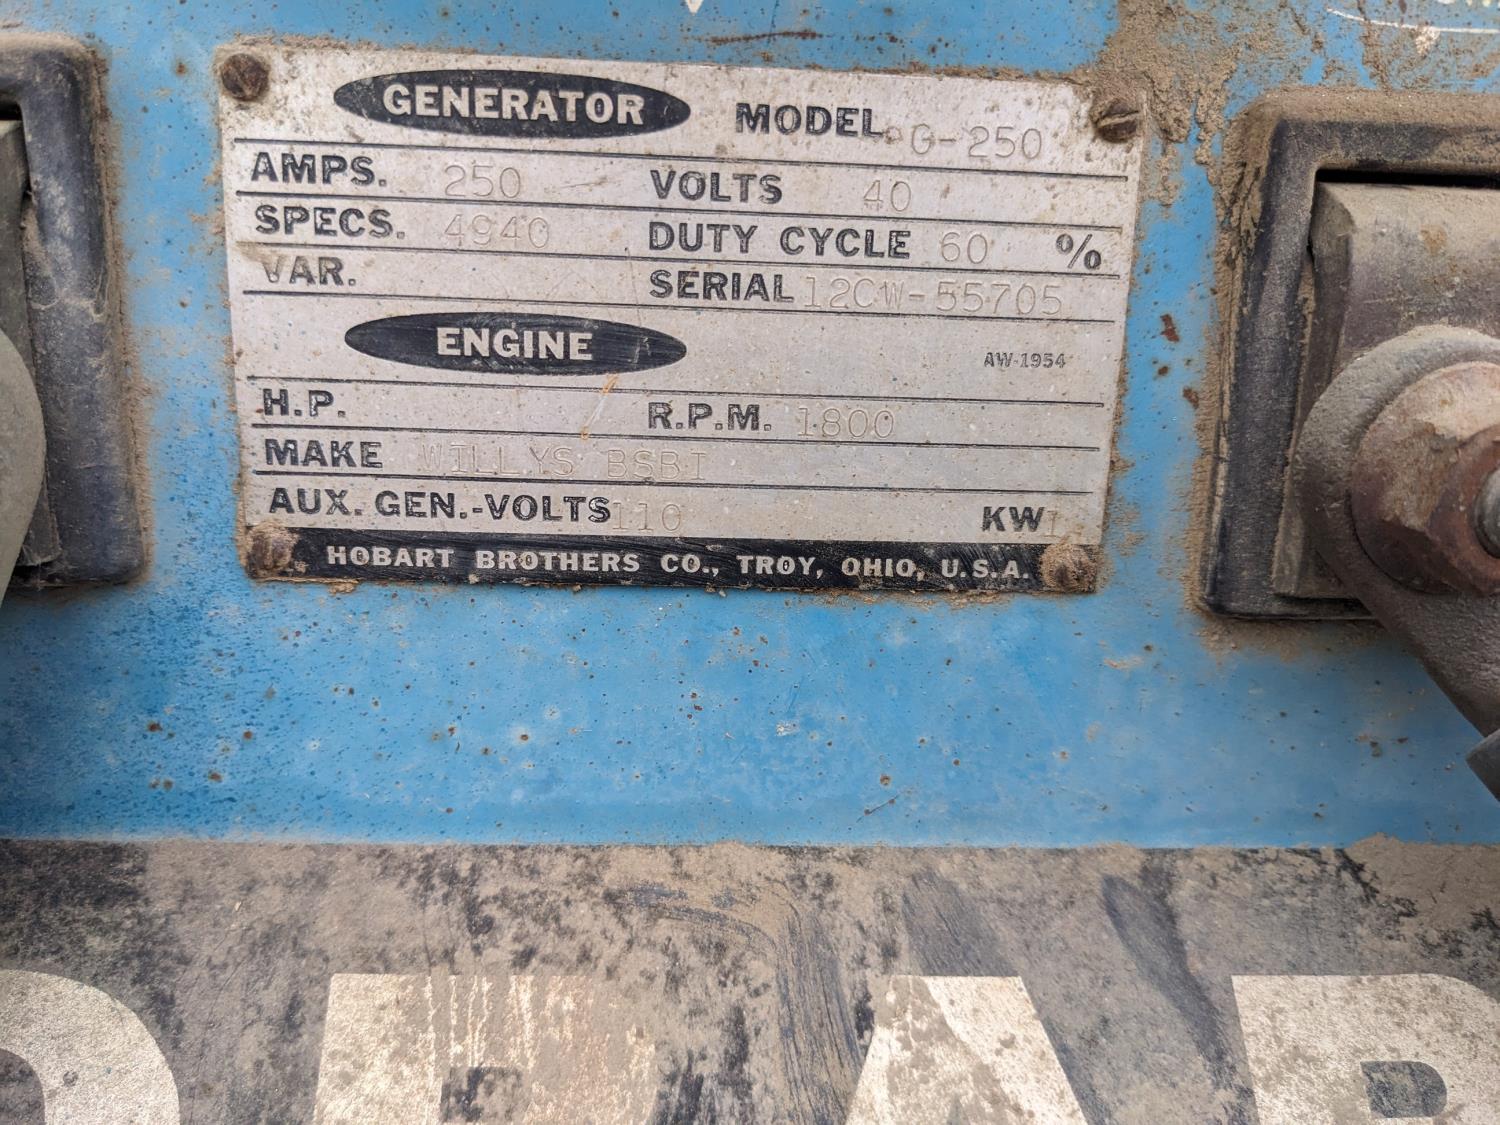 GENERATOR MODEL G-250
AMPS. 250 VOLTS 40
SPECS. 4940 DUTY CYCLE 60 %
VAR. SERIAL 12CW-55705
ENGINE AW-1954
H.P. R.P.M. 1800
MAKE WILLYS BSBI
AUX. GEN.-VOLTS 110 KW
HOBART BROTHERS CO., TROY, OHIO, U.S.A.